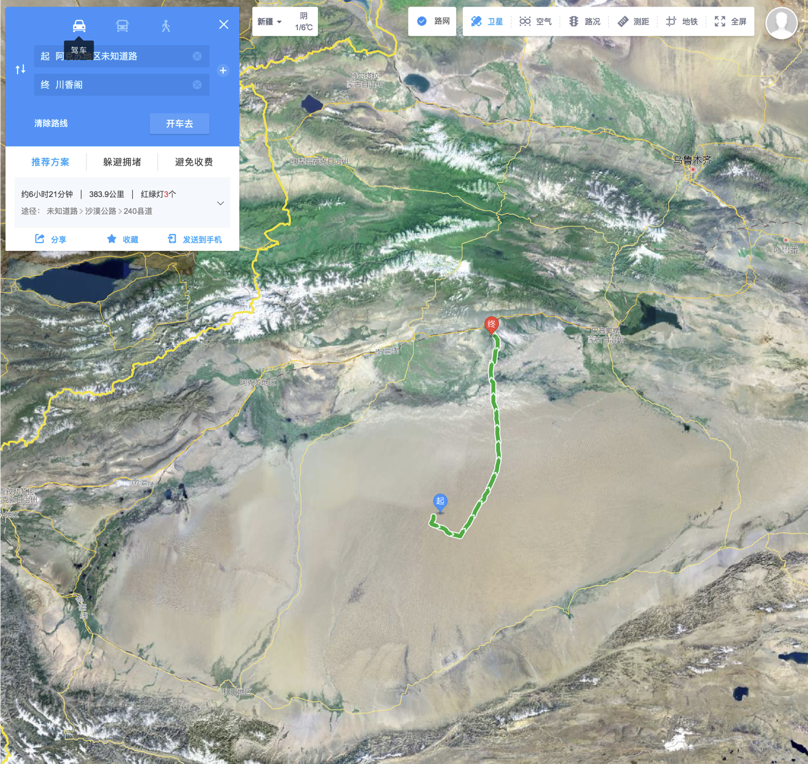 驾车
起 阿 区未知道路
终 川香阁
清除路线
开车去
推荐方案
躲避拥堵
避免收费
约6小时21分钟 | 383.9公里 | 红绿灯3个
途径: 未知道路 > 沙漠公路 > 240县道
分享
收藏
发送到手机
新疆
阴
1/6℃
路网
卫星
空气
路况
测距
地铁
全屏
乌鲁木齐
终
起